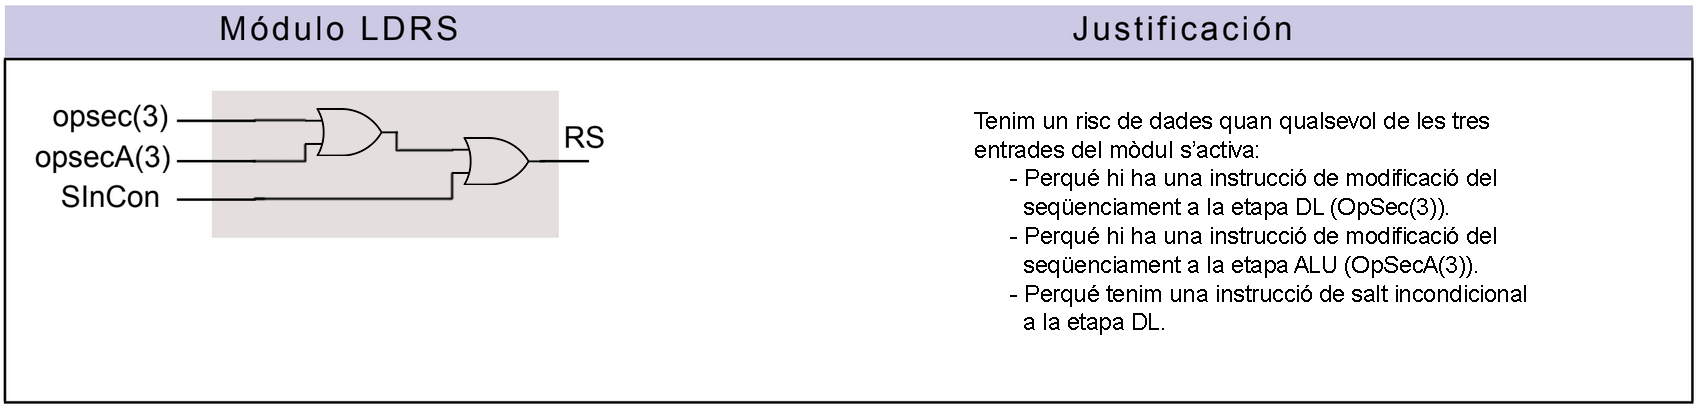 Módulo LDRS
Justificación
opsec(3)
opsecA(3)
SInCon
RS
Tenim un risc de dades quan qualsevol de les tres
entrades del mòdul s'activa:
- Perqué hi ha una instrucció de modificació del
seqüenciament a la etapa DL (OpSec(3)).
- Perqué hi ha una instrucció de modificació del
seqüenciament a la etapa ALU (OpSecA(3)).
- Perqué tenim una instrucció de salt incondicional
a la etapa DL.